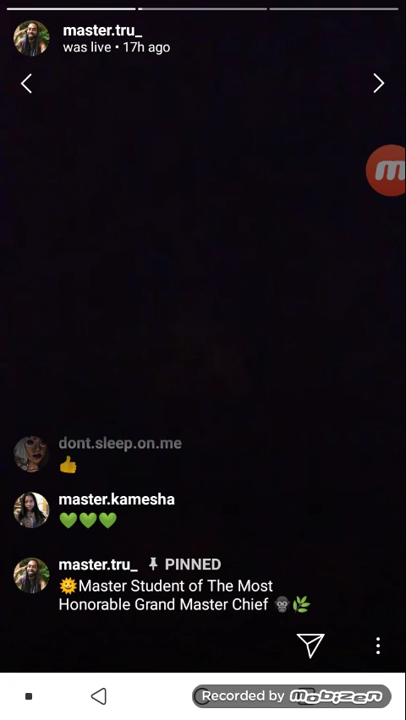 master.tru_
was live • 17h ago
dont.sleep.on.me
👍
master.kamesha
💚💚💚
master.tru_ PINNED
🌞Master Student of The Most
Honorable Grand Master Chief 🌿
Recorded by mobizen